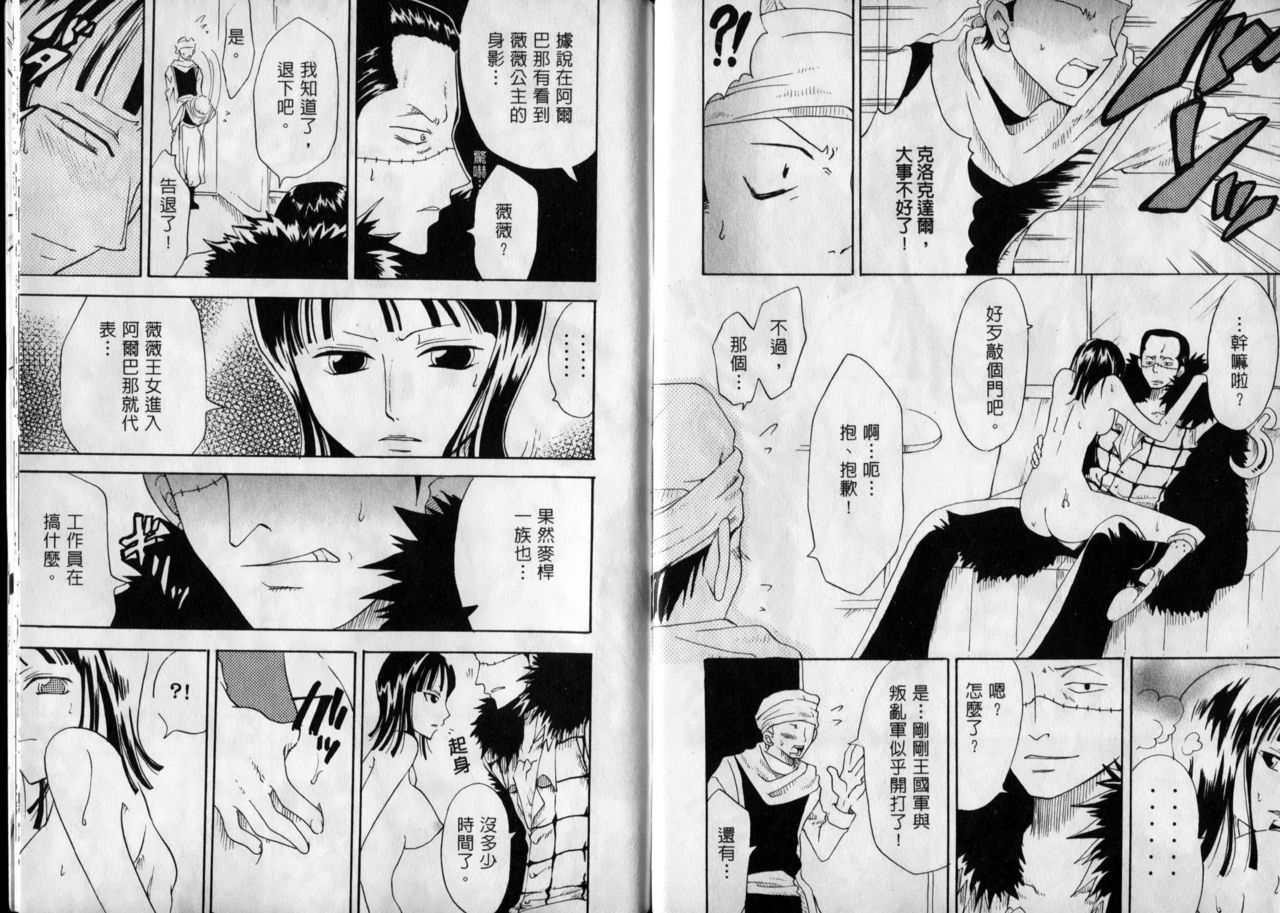 ?!
克洛克達爾，
大事不好了！
…幹嘛啦？
好歹敲個門吧。
啊…呃…
抱、抱歉！
不過，
那個…
……
嗯？
怎麼了？
是…剛剛王國軍與
叛亂軍似乎開打了！
還有…
據說在阿爾
巴那有看到
薇薇公主的
身影…
驚嚇…
薇薇？
我知道了，
退下吧。
是。
告退了！
……
薇薇王女進入
阿爾巴那就代
表…
果然麥桿
一族也…
工作員在
搞什麼。
起身
沒多少
時間了。
?!